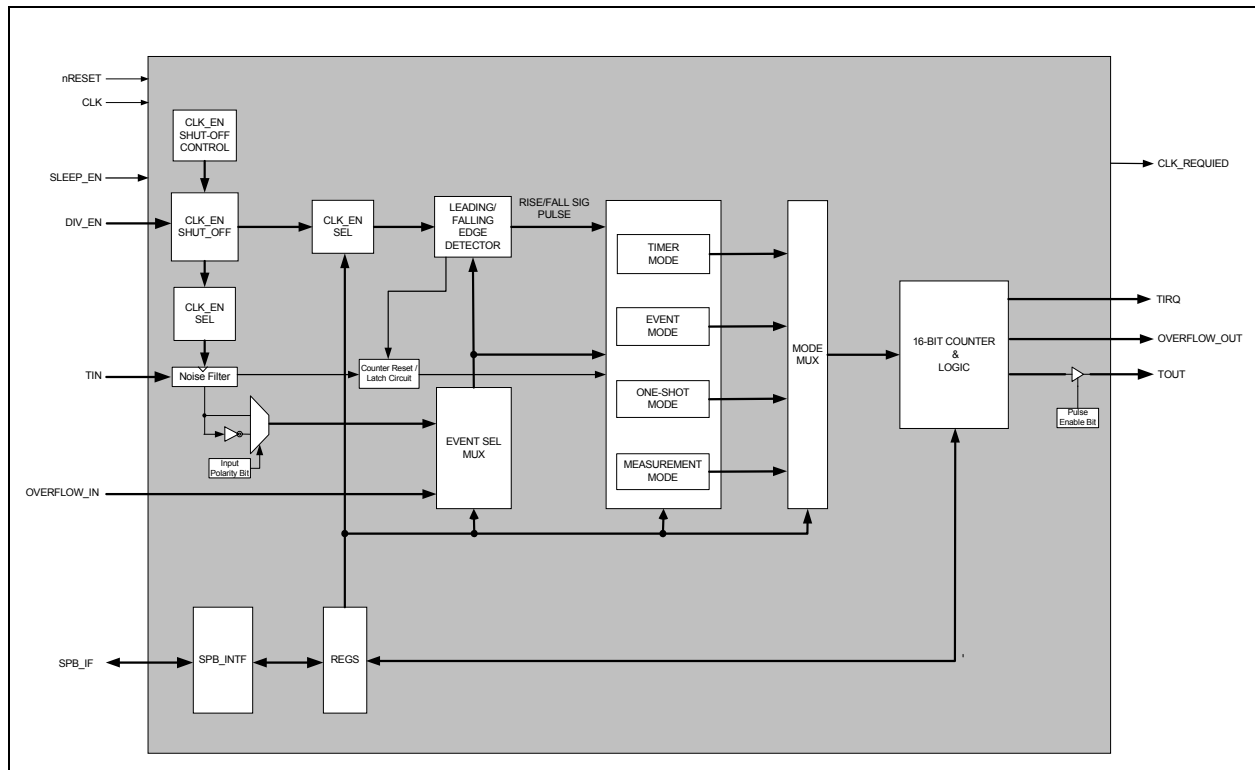 nRESET
CLK
SLEEP_EN
DIV_EN
TIN
OVERFLOW_IN
SPB_IF
CLK_EN
SHUT-OFF
CONTROL
CLK_EN
SHUT_OFF
CLK_EN
SEL
Noise Filter
Input
Polarity Bit
CLK_EN
SEL
LEADING/
FALLING
EDGE
DETECTOR
RISE/FALL SIG
PULSE
Counter Reset /
Latch Circuit
EVENT SEL
MUX
TIMER
MODE
EVENT
MODE
ONE-SHOT
MODE
MEASUREMENT
MODE
MODE
MUX
16-BIT COUNTER
&
LOGIC
Pulse
Enable Bit
SPB_INTF
REGS
CLK_REQUIED
TIRQ
OVERFLOW_OUT
TOUT